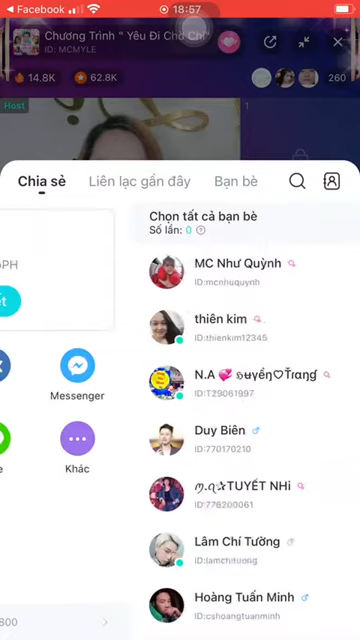 Facebook
18:57
Chương Trình " Yêu Đi Chờ Chi"
ID: MCMYLE
14.8K
62.8K
260
Host
1
Chia sẻ
Liên lạc gần đây
Bạn bè
Chọn tất cả bạn bè
Số lần: 0
MC Như Quỳnh
ID:mcnhuquynh
thiên kim
ID:thienkim12345
ID:T29061997
Messenger
Duy Biên
ID:770170210
Khác
TUYẾT NHi
ID:776200061
Lâm Chí Tường
ID:lamchituong
Hoàng Tuấn Minh
ID:cshoangtuanminh
800